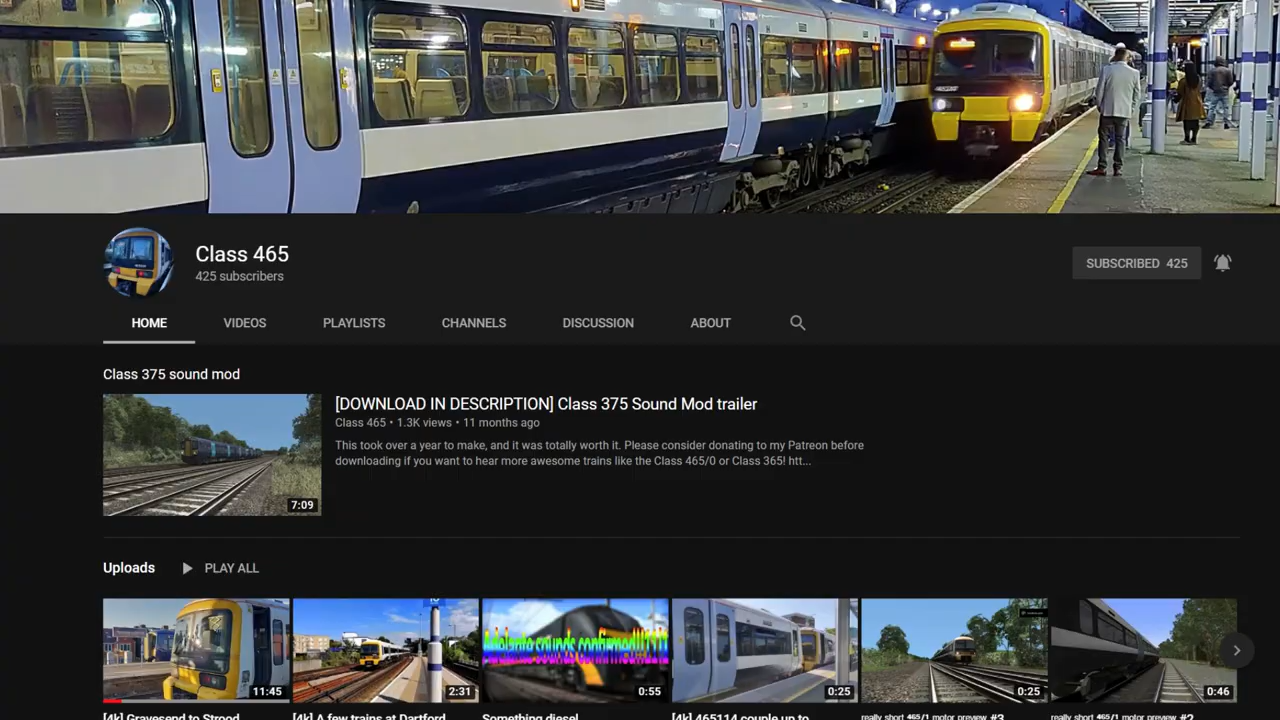 Class 465
425 subscribers
SUBSCRIBED 425
HOME VIDEOS PLAYLISTS CHANNELS DISCUSSION ABOUT
Class 375 sound mod
[DOWNLOAD IN DESCRIPTION] Class 375 Sound Mod trailer
Class 465 • 1.3K views • 11 months ago
This took over a year to make, and it was totally worth it. Please consider donating to my Patreon before
downloading if you want to hear more awesome trains like the Class 465/0 or Class 365! htt...
7:09
Uploads PLAY ALL
Adelante sounds confirmed!!!11!1
11:45 2:31 0:55 0:25 0:25 0:46
[4k] Gravesend to Strood [4k] A few trains at Dartford Something diesel [4k] 465114 couple up to really short 465/1 motor preview #3 really short 465/1 motor preview #2